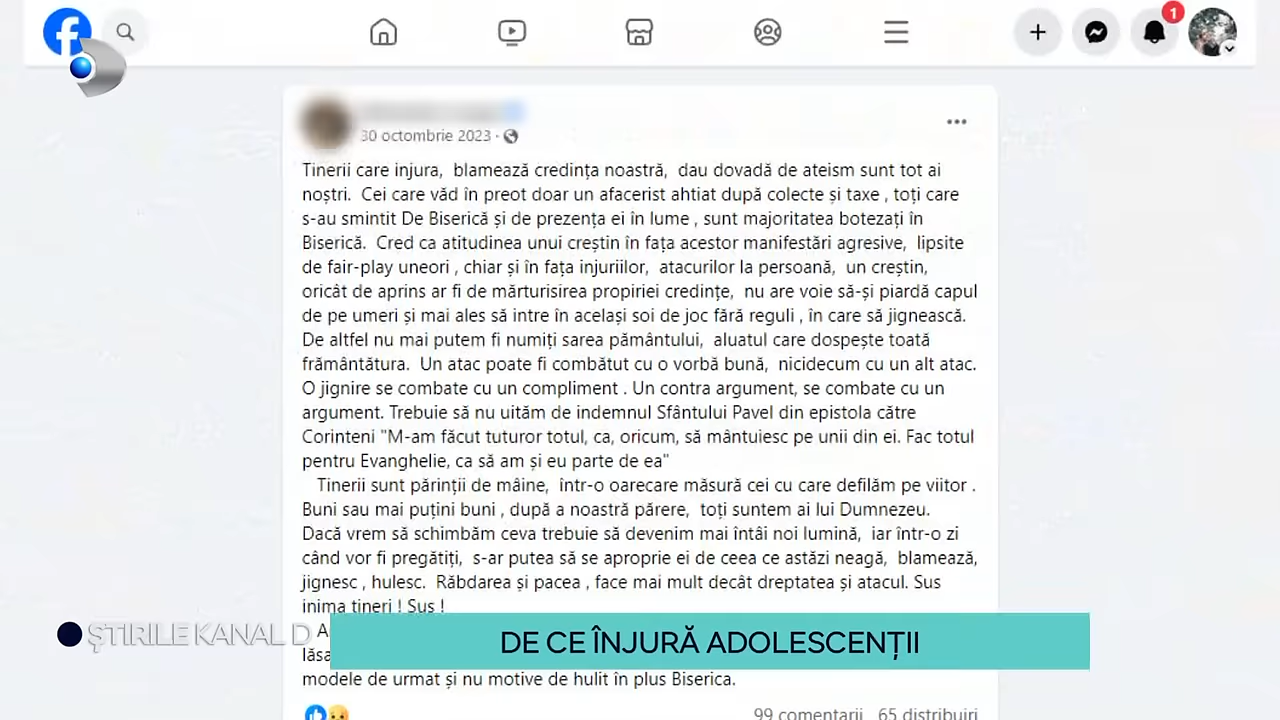 1
30 octombrie 2023 ·
Tinerii care injura, blamează credința noastră, dau dovadă de ateism sunt tot ai
noștri. Cei care văd în preot doar un afacerist ahtiat după colecte și taxe , toți care
s-au smintit De Biserică și de prezența ei în lume , sunt majoritatea botezați în
Biserică. Cred ca atitudinea unui creștin în fața acestor manifestări agresive, lipsite
de fair-play uneori , chiar și în fața injuriilor, atacurilor la persoană, un creștin,
oricât de aprins ar fi de mărturisirea propriei credințe, nu are voie să-și piardă capul
de pe umeri și mai ales să intre în același soi de joc fără reguli , în care să jignească.
De altfel nu mai putem fi numiți sarea pământului, aluatul care dospește toată
frământătura. Un atac poate fi combătut cu o vorbă bună, nicidecum cu un alt atac.
O jignire se combate cu un compliment . Un contra argument, se combate cu un
argument. Trebuie să nu uităm de indemnul Sfântului Pavel din epistola către
Corinteni "M-am făcut tuturor totul, ca, oricum, să mântuiesc pe unii din ei. Fac totul
pentru Evanghelie, ca să am și eu parte de ea"
Tinerii sunt părinții de mâine, într-o oarecare măsură cei cu care defilăm pe viitor .
Buni sau mai puțini buni , după a noastră părere, toți suntem ai lui Dumnezeu.
Dacă vrem să schimbăm ceva trebuie să devenim mai întâi noi lumină, iar într-o zi
când vor fi pregătiți, s-ar putea să se apropie ei de ceea ce astăzi neagă, blamează,
jignesc , hulesc. Răbdarea și pacea , face mai mult decât dreptatea și atacul. Sus
inima tineri ! Sus !
ȘTIRILE KANAL D
DE CE ÎNJURĂ ADOLESCENȚII
modele de urmat și nu motive de hulit în plus Biserica.
99 comentarii 65 distribuiri